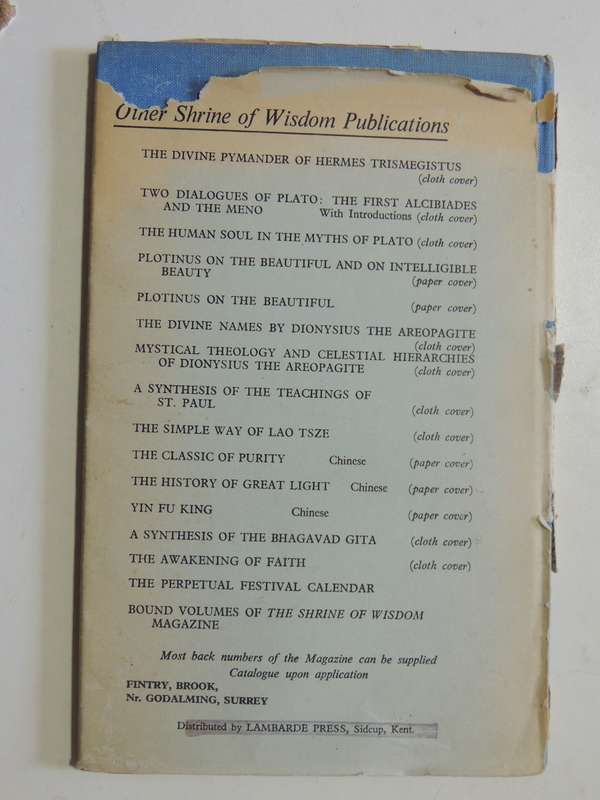 Other Shrine of Wisdom Publications
THE DIVINE PYMANDER OF HERMES TRISMEGISTUS
(cloth cover)
TWO DIALOGUES OF PLATO: THE FIRST ALCIBIADES
AND THE MENO With Introductions (cloth cover)
THE HUMAN SOUL IN THE MYTHS OF PLATO (cloth cover)
PLOTINUS ON THE BEAUTIFUL AND ON INTELLIGIBLE
BEAUTY (paper cover)
PLOTINUS ON THE BEAUTIFUL (paper cover)
THE DIVINE NAMES BY DIONYSIUS THE AREOPAGITE
(cloth cover)
MYSTICAL THEOLOGY AND CELESTIAL HIERARCHIES
OF DIONYSIUS THE AREOPAGITE (cloth cover)
A SYNTHESIS OF THE TEACHINGS OF
ST. PAUL (cloth cover)
THE SIMPLE WAY OF LAO TSZE (cloth cover)
THE CLASSIC OF PURITY Chinese (paper cover)
THE HISTORY OF GREAT LIGHT Chinese (paper cover)
YIN FU KING Chinese (paper cover)
A SYNTHESIS OF THE BHAGAVAD GITA (cloth cover)
THE AWAKENING OF FAITH (cloth cover)
THE PERPETUAL FESTIVAL CALENDAR
BOUND VOLUMES OF THE SHRINE OF WISDOM
MAGAZINE
Most back numbers of the Magazine can be supplied
Catalogue upon application
FINTRY, BROOK,
Nr. GODALMING, SURREY
Distributed by LAMBARDE PRESS, Sidcup, Kent.